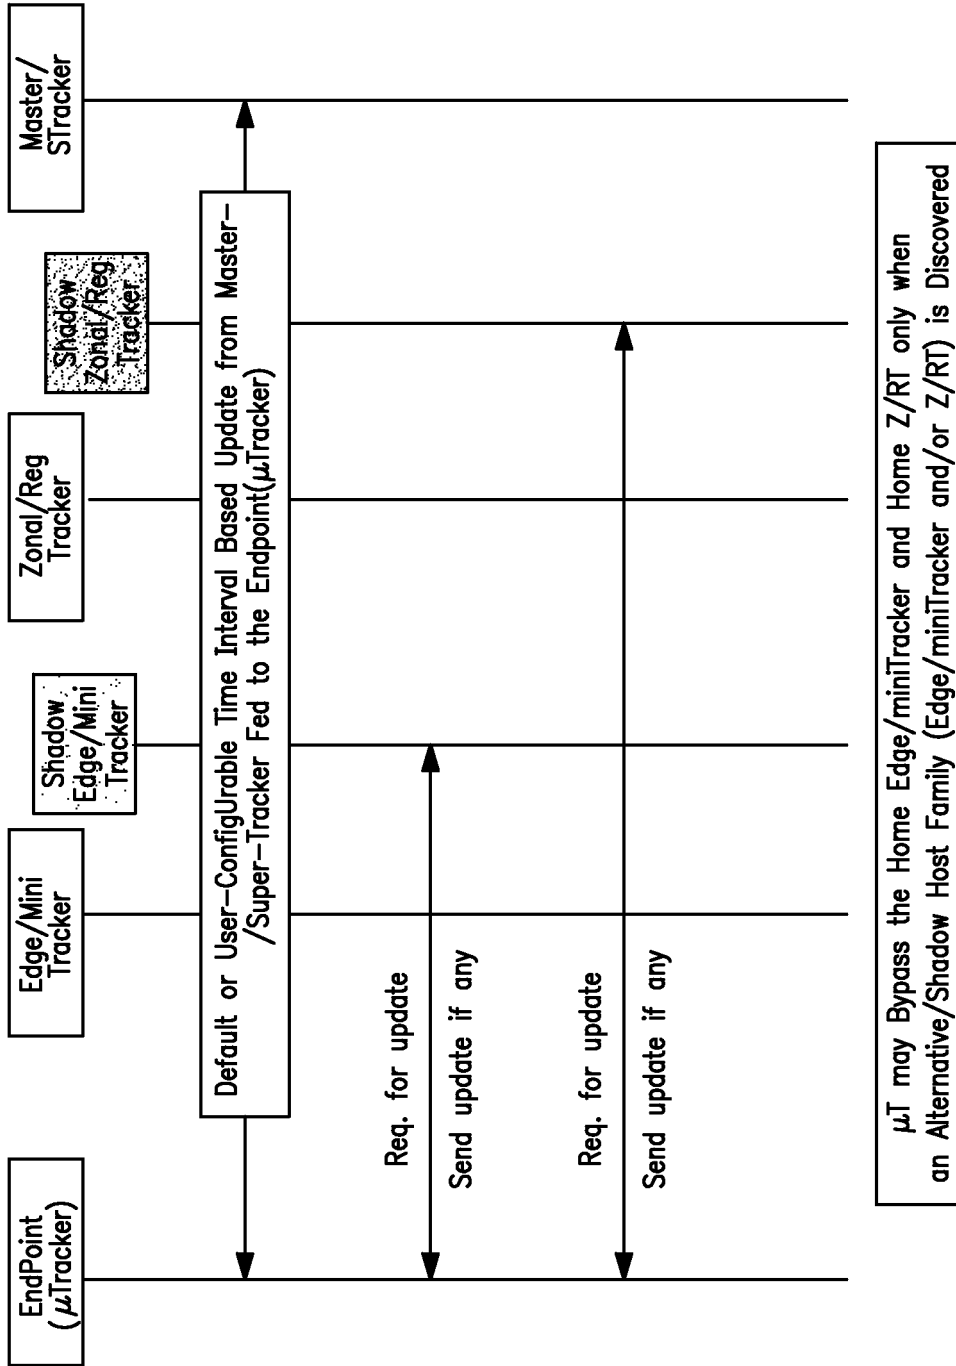 EndPoint
(μTracker)
Edge/Mini
Tracker
Shadow
Edge/Mini
Tracker
Zonal/Reg
Tracker
Shadow
Zonal/Reg
Tracker
Master/
STracker
Default or User-ConfigUrable Time Interval Based Update from Master-
/Super-Tracker Fed to the Endpoint(μTracker)
Req. for update
Send update if any
Req. for update
Send update if any
μT may Bypass the Home Edge/miniTracker and Home Z/RT only when
an Alternative/Shadow Host Family (Edge/miniTracker and/or Z/RT) is Discovered